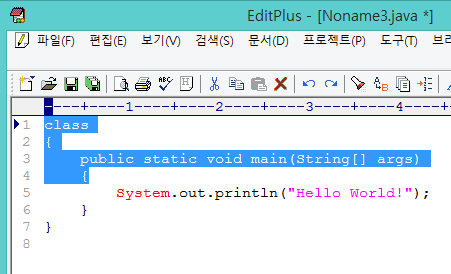 EditPlus - [Noname3.java *]
파일(F) 편집(E) 보기(V) 검색(S) 문서(D) 프로젝트(P) 도구(T) 브라
----+----1----+----2----+----3----+----4----+
1 class
2 {
3 public static void main(String[] args)
4 {
5 System.out.println("Hello World!");
6 }
7 }
8